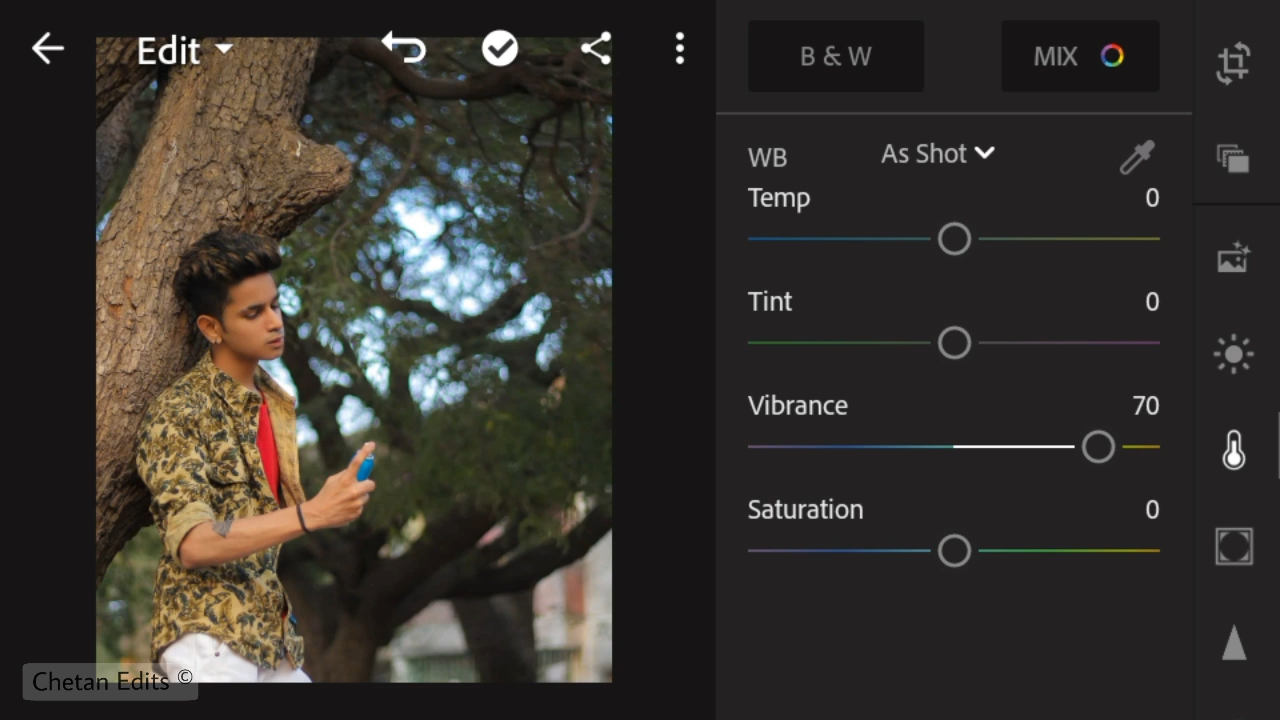 Edit
B & W
MIX
WB
As Shot
Temp 0
Tint 0
Vibrance 70
Saturation 0
Chetan Edits ©